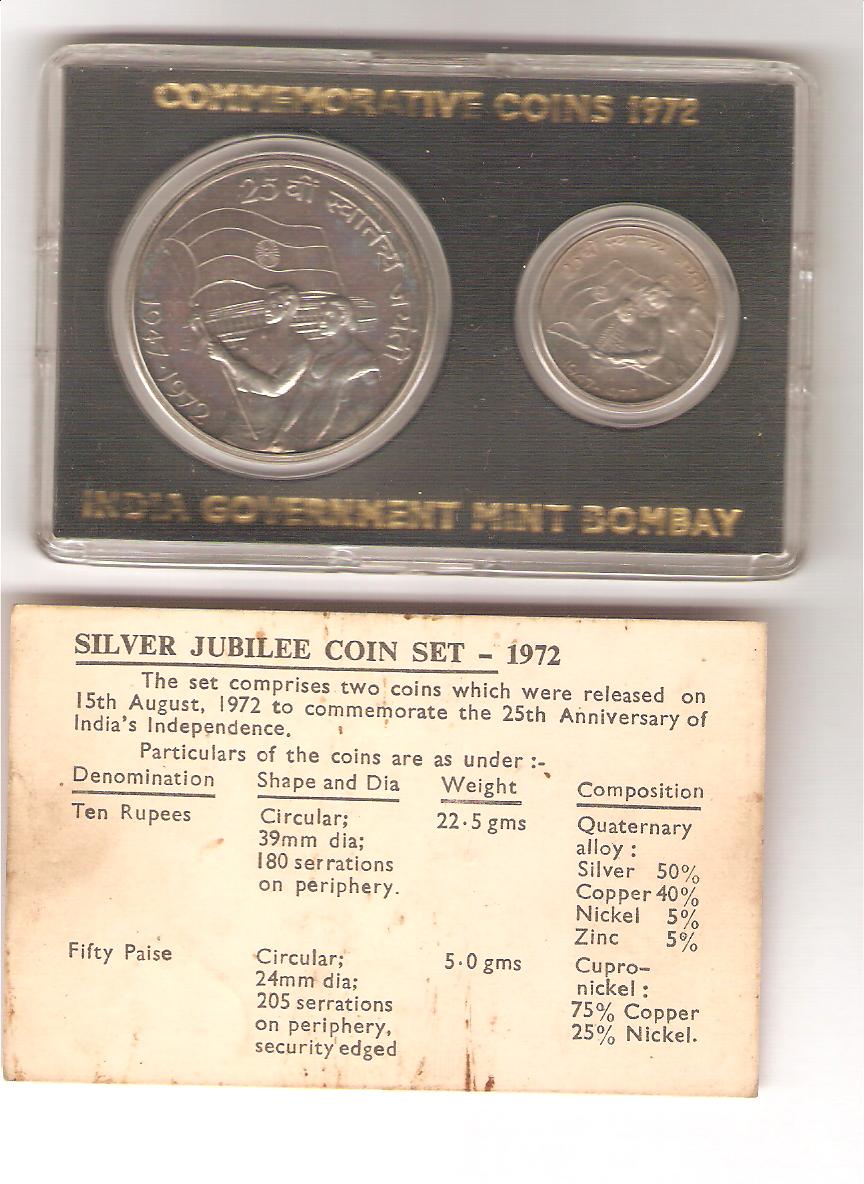 COMMEMORATIVE COINS 1972
25 वीं स्वातंत्र्य जयंती
1947-1972
INDIA GOVERNMENT MINT BOMBAY
SILVER JUBILEE COIN SET – 1972
The set comprises two coins which were released on
15th August, 1972 to commemorate the 25th Anniversary of
India's Independence.
Particulars of the coins are as under :-
Denomination Shape and Dia Weight Composition
Ten Rupees Circular; 22·5 gms Quaternary
39mm dia; alloy :
180 serrations Silver 50%
on periphery. Copper 40%
Nickel 5%
Zinc 5%
Fifty Paise Circular; 5·0 gms Cupro-
24mm dia; nickel :
205 serrations 75% Copper
on periphery, 25% Nickel.
security edged